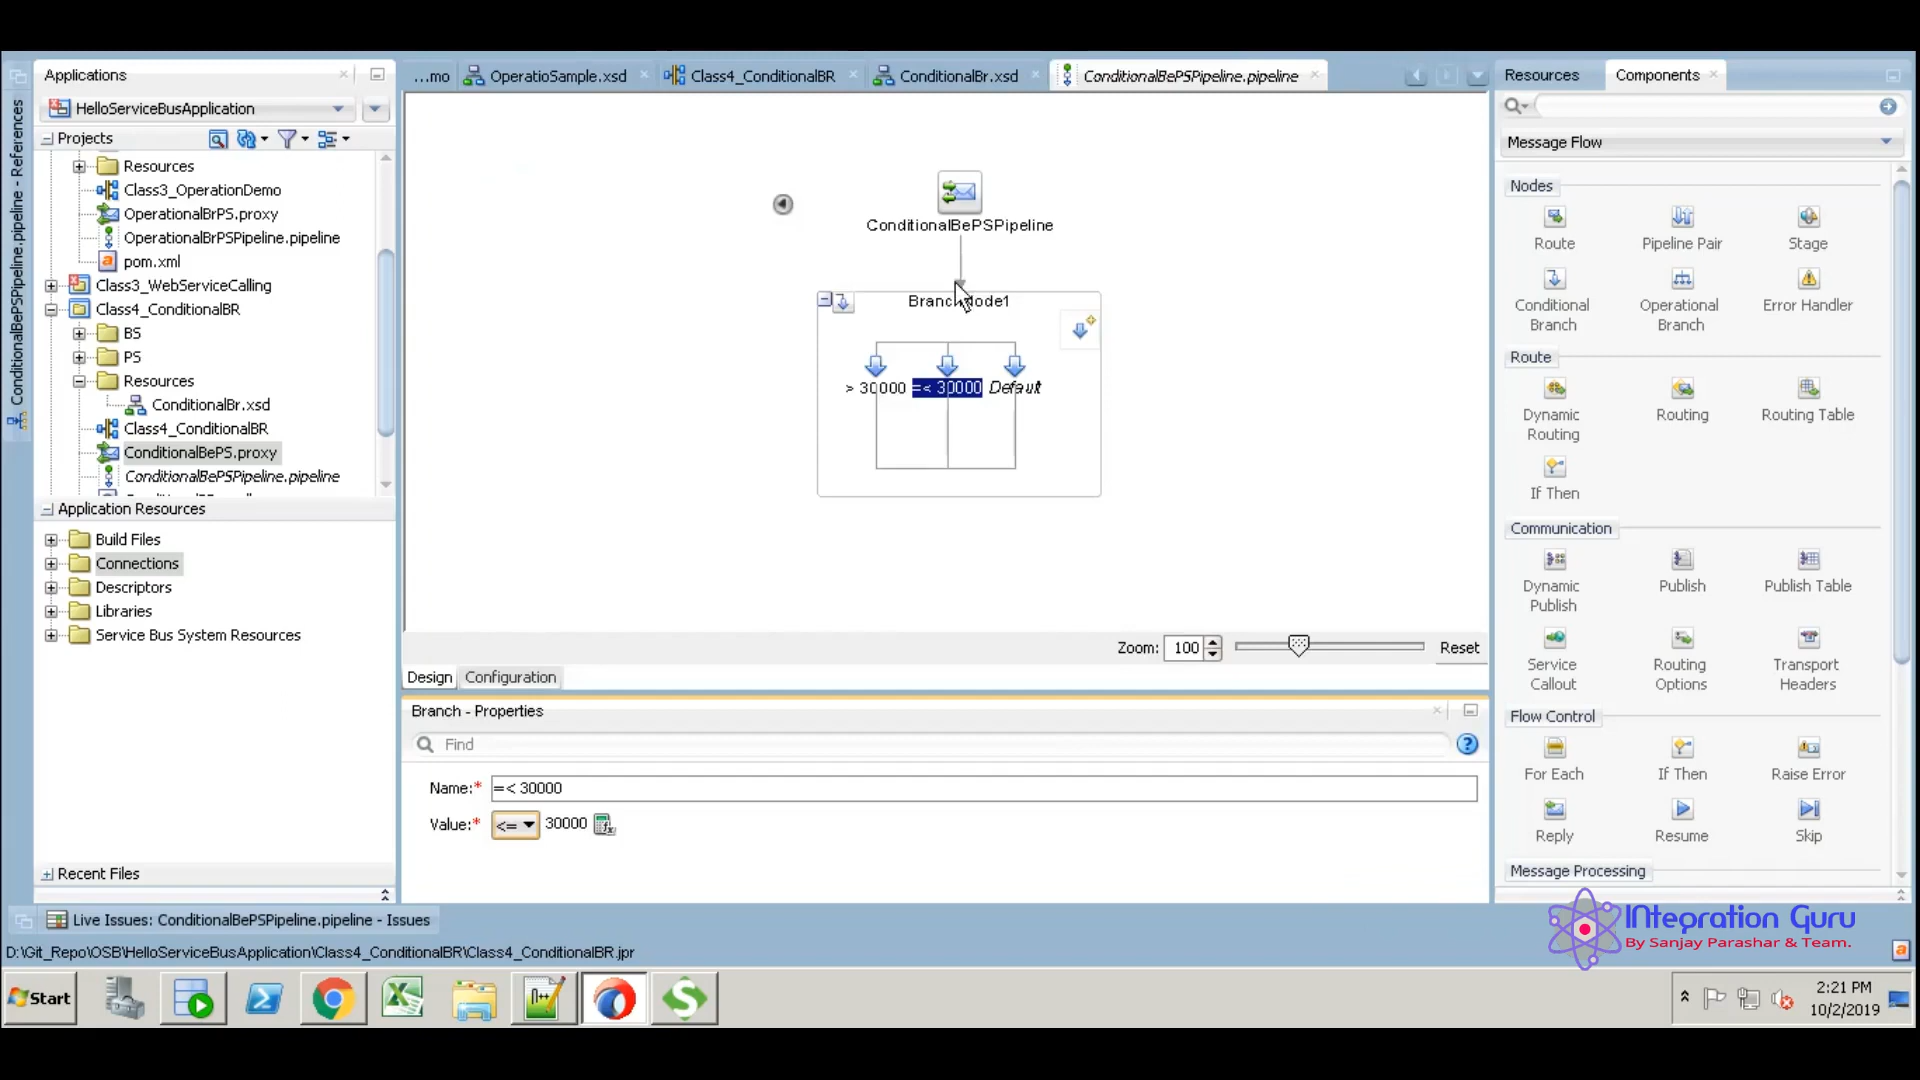 Applications
HelloServiceBusApplication
Projects
Resources
Class3_OperationDemo
OperationalBrPS.proxy
OperationalBrPSPipeline.pipeline
pom.xml
Class3_WebServiceCalling
Class4_ConditionalBR
BS
PS
Resources
ConditionalBr.xsd
Class4_ConditionalBR
ConditionalBePS.proxy
ConditionalBePSPipeline.pipeline
Application Resources
Build Files
Connections
Descriptors
Libraries
Service Bus System Resources
Recent Files
ConditionalBePSPipeline.pipeline - References
...mo
OperatioSample.xsd
Class4_ConditionalBR
ConditionalBr.xsd
ConditionalBePSPipeline.pipeline
ConditionalBePSPipeline
> 30000 =< 30000 Default
Zoom: 100 Reset
Design Configuration
Branch - Properties
Find
Name:* =< 30000
Value:* <= 30000
Resources Components
Message Flow
Nodes
Route Pipeline Pair Stage
Conditional Branch
Operational Branch
Error Handler
Route
Dynamic Routing
Routing
Routing Table
If Then
Communication
Dynamic Publish
Publish
Publish Table
Service Callout
Routing Options
Transport Headers
Flow Control
For Each If Then Raise Error
Reply Resume Skip
Message Processing
Live Issues: ConditionalBePSPipeline.pipeline - Issues
D:\Git_Repo\OSB\HelloServiceBusApplication\Class4_ConditionalBR\Class4_ConditionalBR.jpr
INtegration Guru
By Sanjay Parashar & Team.
Start
2:21 PM
10/2/2019